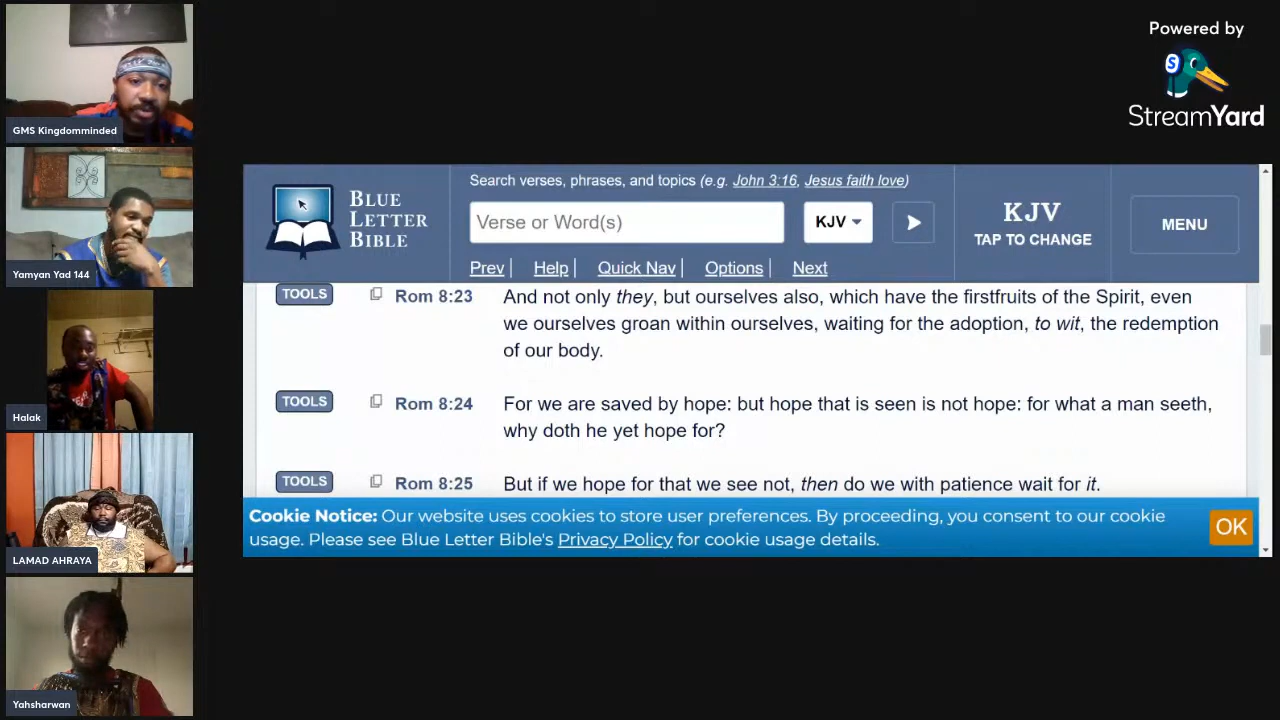 GMS Kingdomminded
Yamyan Yad 144
Halak
LAMAD AHRAYA
Yahsharwan
Powered by
S
StreamYard
BLUE
LETTER
BIBLE
Search verses, phrases, and topics (e.g. John 3:16, Jesus faith love)
Verse or Word(s)
KJV
Prev | Help | Quick Nav | Options | Next
KJV
TAP TO CHANGE
MENU
TOOLS Rom 8:23 And not only they, but ourselves also, which have the firstfruits of the Spirit, even
we ourselves groan within ourselves, waiting for the adoption, to wit, the redemption
of our body.
TOOLS Rom 8:24 For we are saved by hope: but hope that is seen is not hope: for what a man seeth,
why doth he yet hope for?
TOOLS Rom 8:25 But if we hope for that we see not, then do we with patience wait for it.
Cookie Notice: Our website uses cookies to store user preferences. By proceeding, you consent to our cookie
usage. Please see Blue Letter Bible's Privacy Policy for cookie usage details.
OK